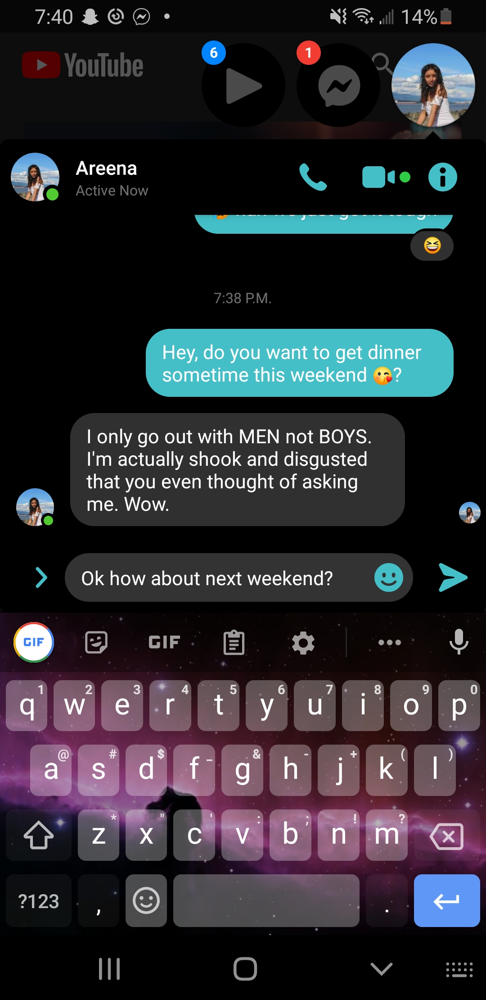 7:40 14%
YouTube 6 1
Areena
Active Now
7:38 P.M.
Hey, do you want to get dinner
sometime this weekend 😘?
I only go out with MEN not BOYS.
I'm actually shook and disgusted
that you even thought of asking
me. Wow.
Ok how about next weekend?
GIF GIF
q1 w2 e3 r4 t5 y6 u7 i8 o9 p0
a@ s# d$ f_ g& h- j+ k( l)
z* x" c' v: b; n! m?
?123 , .